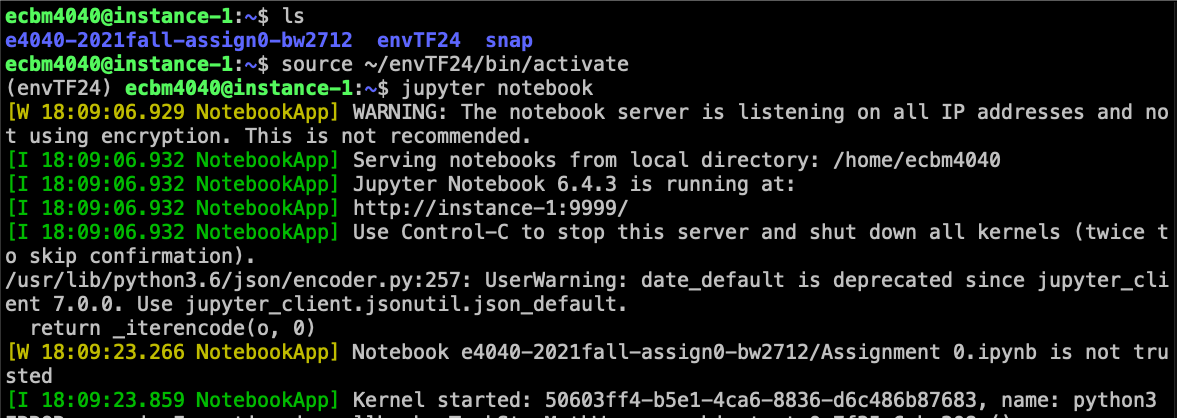 ecbm4040@instance-1:~$ ls
e4040-2021fall-assign0-bw2712  envTF24  snap
ecbm4040@instance-1:~$ source ~/envTF24/bin/activate
(envTF24) ecbm4040@instance-1:~$ jupyter notebook
[W 18:09:06.929 NotebookApp] WARNING: The notebook server is listening on all IP addresses and no
t using encryption. This is not recommended.
[I 18:09:06.932 NotebookApp] Serving notebooks from local directory: /home/ecbm4040
[I 18:09:06.932 NotebookApp] Jupyter Notebook 6.4.3 is running at:
[I 18:09:06.932 NotebookApp] http://instance-1:9999/
[I 18:09:06.932 NotebookApp] Use Control-C to stop this server and shut down all kernels (twice t
o skip confirmation).
/usr/lib/python3.6/json/encoder.py:257: UserWarning: date_default is deprecated since jupyter_cli
ent 7.0.0. Use jupyter_client.jsonutil.json_default.
  return _iterencode(o, 0)
[W 18:09:23.266 NotebookApp] Notebook e4040-2021fall-assign0-bw2712/Assignment 0.ipynb is not tru
sted
[I 18:09:23.859 NotebookApp] Kernel started: 50603ff4-b5e1-4ca6-8836-d6c486b87683, name: python3